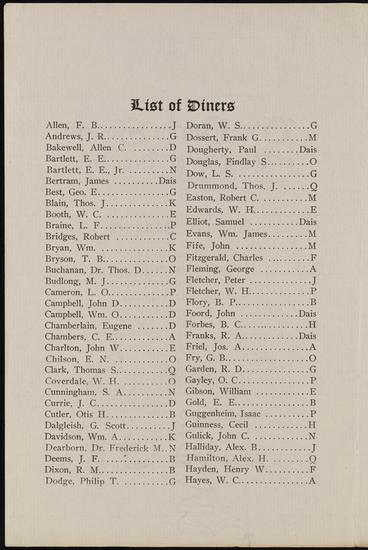 List of Diners
Allen, F. B..................J
Andrews, J. R................G
Bakewell, Allen C. ........D
Bartlett, E. E................G
Bartlett, E. E., Jr. .........N
Bertram, James ..........Dais
Best, Geo. E..................G
Blain, Thos. J................K
Booth, W. C. ...............E
Braine, L. F..................P
Bridges, Robert .............C
Bryan, Wm. .................K
Bryson, T. B..................O
Buchanan, Dr. Thos. D......N
Budlong, M. J................G
Cameron, L. O................P
Campbell, John D............D
Campbell, Wm. O............D
Chamberlain, Eugene ........D
Chambers, C. E...............A
Charlton, John W............E
Chilson, E. N. ..............O
Clark, Thomas S..............Q
Coverdale, W. H. ...........O
Cunningham, S. A............N
Currie, J. C..................D
Cutler, Otis H................B
Dalgleish, G. Scott...........J
Davidson, Wm. A.............K
Dearborn, Dr. Frederick M..N
Deems, J. F. ................B
Dixon, R. M..................B
Dodge, Philip T. ............G
Doran, W. S..................G
Dossert, Frank G.............M
Dougherty, Paul .........Dais
Douglas, Findlay S..........O
Dow, L. S. ..................G
Drummond, Thos. J. ......Q
Easton, Robert C. ...........M
Edwards, W. H...............E
Elliot, Samuel ............Dais
Evans, Wm. James...........M
Fife, John ...................M
Fitzgerald, Charles ..........F
Fleming, George .............A
Fletcher, Peter ..............J
Fletcher, W. H...............P
Flory, B. P...................B
Foord, John ..............Dais
Forbes, B. C..................H
Franks, R. A..............Dais
Friel, Jos. A..................A
Fry, G. B.....................O
Garden, R. D.................G
Gayley, O. C..................P
Gibson, William .............E
Gold, E. E....................B
Guggenheim, Isaac ...........P
Guinness, Cecil ..............H
Gulick, John C. ..............N
Halliday, Alex. B.............J
Hamilton, Alex. H. .........Q
Hayden, Henry W............F
Hayes, W. C..................A